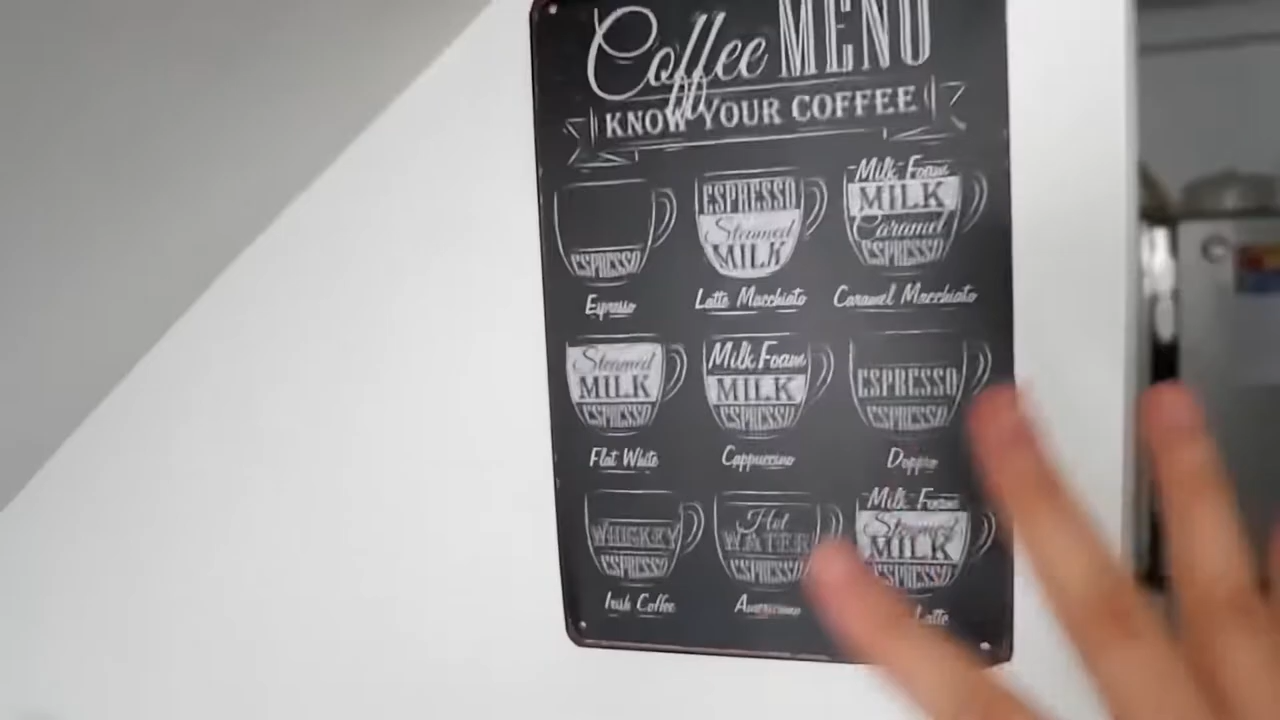 Coffee MENU
KNOW YOUR COFFEE
ESPRESSO
Espresso
ESPRESSO
Steamed
MILK
Latte Macchiato
Milk Foam
MILK
Caramel
ESPRESSO
Caramel Macchiato
Steamed
MILK
ESPRESSO
Flat White
Milk Foam
MILK
ESPRESSO
Cappuccino
ESPRESSO
ESPRESSO
Doppio
WHISKEY
ESPRESSO
Irish Coffee
Hot
WATER
ESPRESSO
Americano
Milk Foam
Steamed
MILK
ESPRESSO
Latte